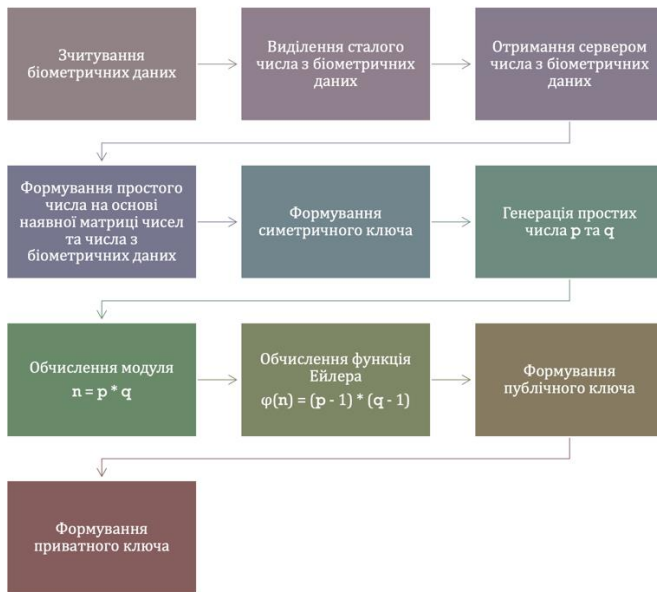 Зчитування
біометричних даних
Виділення сталого
числа з біометричних
даних
Отримання сервером
числа з біометричних
даних
Формування простого
числа на основі
наявної матриці чисел
та числа з
біометричних даних
Формування
симетричного ключа
Генерація простих
числа p та q
Обчислення модуля
n = p * q
Обчислення функція
Ейлера
φ(n) = (p - 1) * (q - 1)
Формування
публічного ключа
Формування
приватного ключа